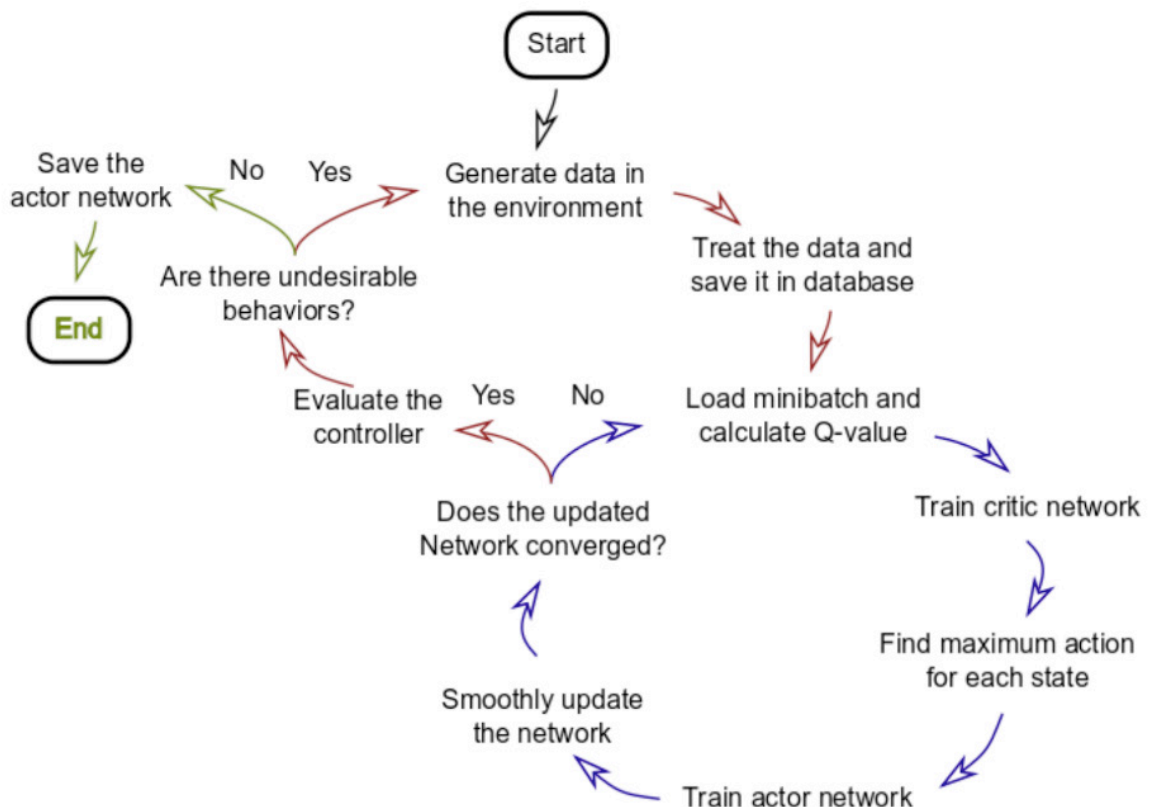 Start
Generate data in
the environment
Treat the data and
save it in database
Load minibatch and
calculate Q-value
Train critic network
Find maximum action
for each state
Train actor network
Smoothly update
the network
Does the updated
Network converged?
Yes
No
Evaluate the
controller
Are there undesirable
behaviors?
No
Yes
Save the
actor network
End